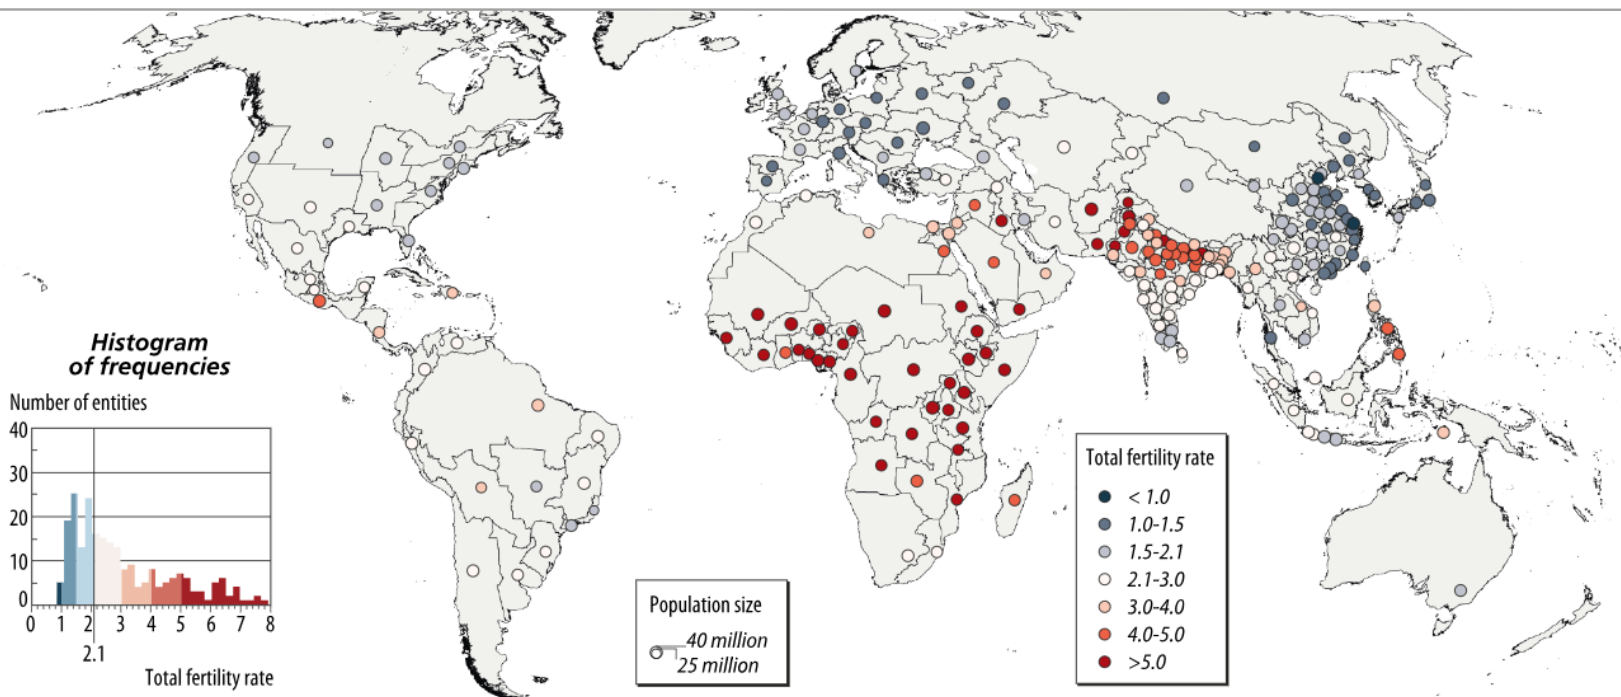 Histogram
of frequencies
Number of entities
40
30
20
10
0
0 1 2 3 4 5 6 7 8
2.1
Total fertility rate
Population size
40 million
25 million
Total fertility rate
< 1.0
1.0-1.5
1.5-2.1
2.1-3.0
3.0-4.0
4.0-5.0
>5.0